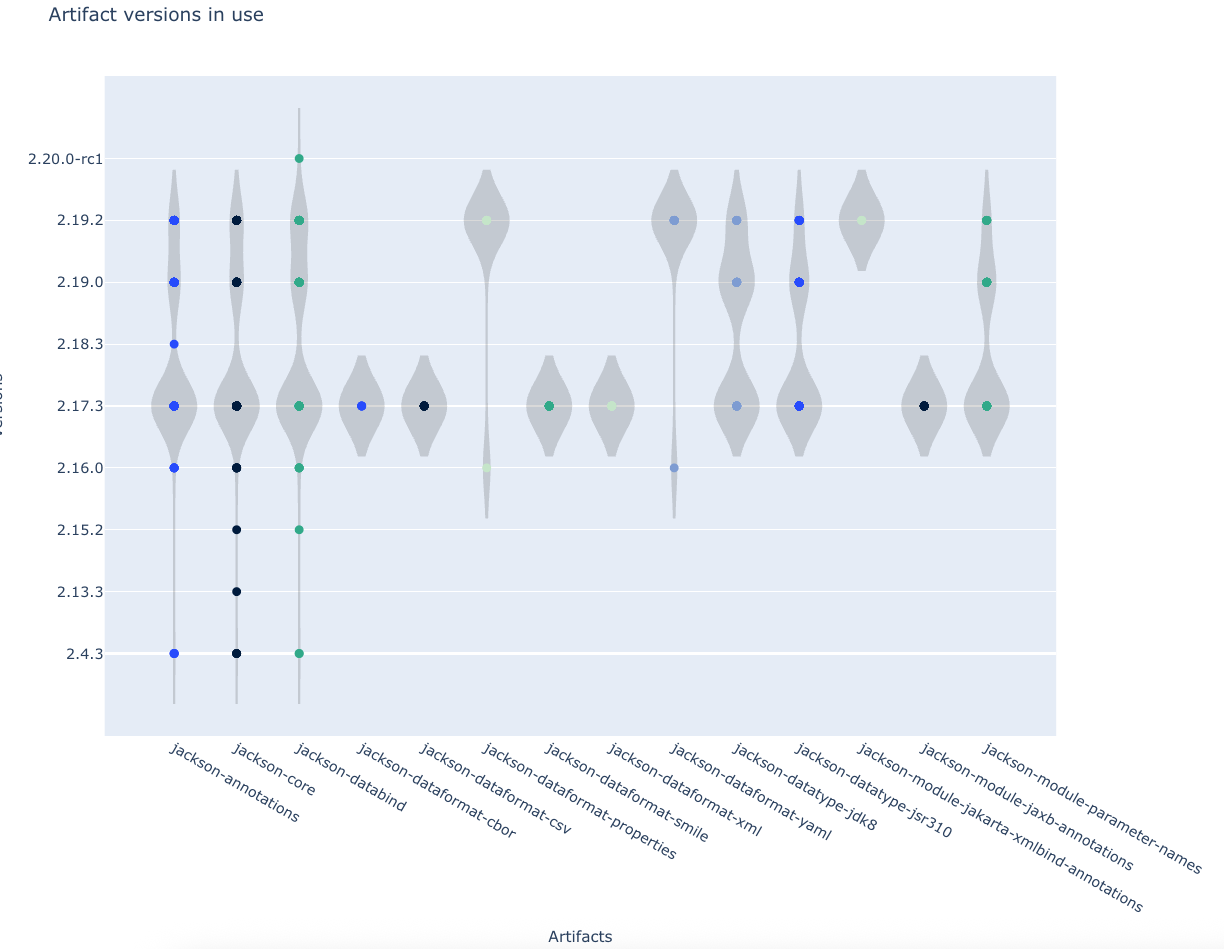 Artifact versions in use
2.20.0-rc1
2.19.2
2.19.0
2.18.3
2.17.3
2.16.0
2.15.2
2.13.3
2.4.3
jackson-annotations
jackson-core
jackson-databind
jackson-dataformat-cbor
jackson-dataformat-csv
jackson-dataformat-properties
jackson-dataformat-smile
jackson-dataformat-xml
jackson-dataformat-yaml
jackson-datatype-jdk8
jackson-datatype-jsr310
jackson-module-jakarta-xmlbind-annotations
jackson-module-jaxb-annotations
jackson-module-parameter-names
Artifacts